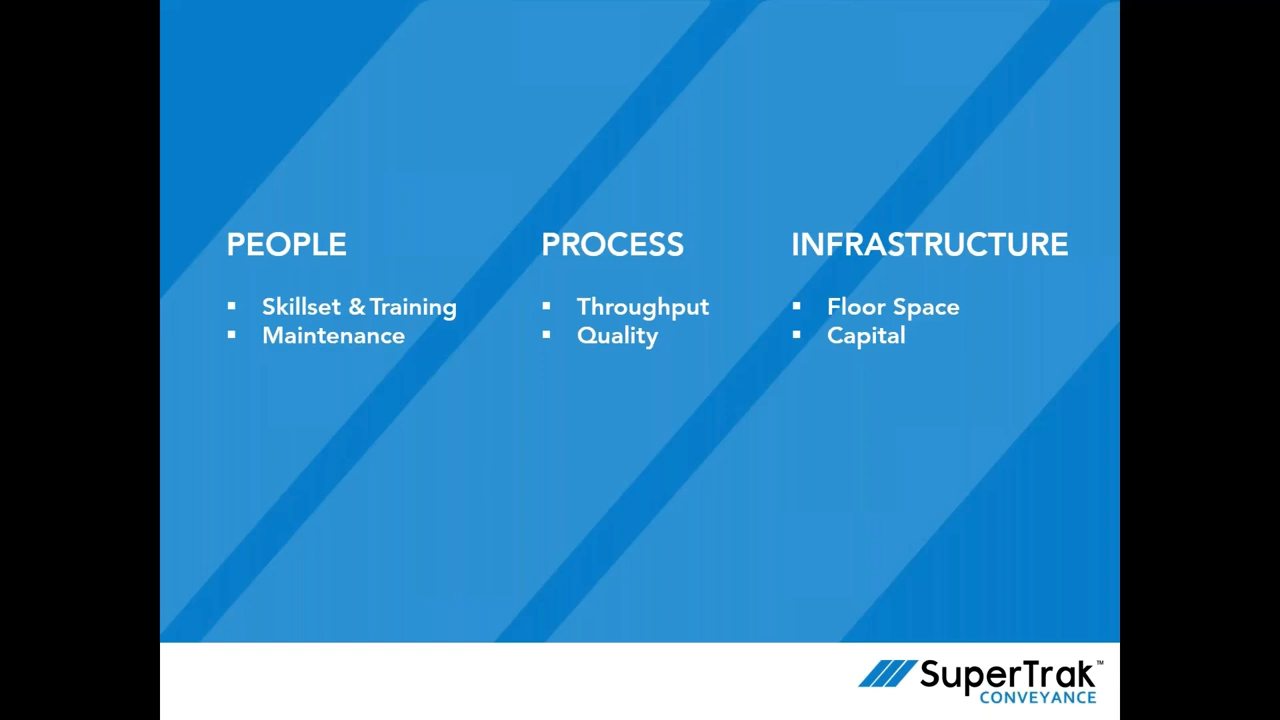 PEOPLE
▪ Skillset & Training
▪ Maintenance
PROCESS
▪ Throughput
▪ Quality
INFRASTRUCTURE
▪ Floor Space
▪ Capital
SuperTrak™
CONVEYANCE